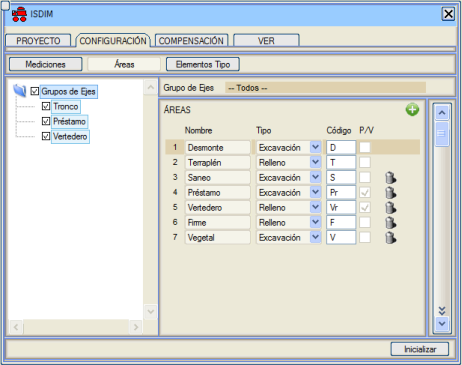 ISDIM
PROYECTO CONFIGURACIÓN COMPENSACIÓN VER
Mediciones Áreas Elementos Tipo
Grupos de Ejes
Tronco
Préstamo
Vertedero
Grupo de Ejes -- Todos --
ÁREAS
Nombre Tipo Código P/V
1 Desmonte Excavación D
2 Terraplén Relleno T
3 Saneo Excavación S
4 Préstamo Excavación Pr
5 Vertedero Relleno Vr
6 Firme Relleno F
7 Vegetal Excavación V
Inicializar